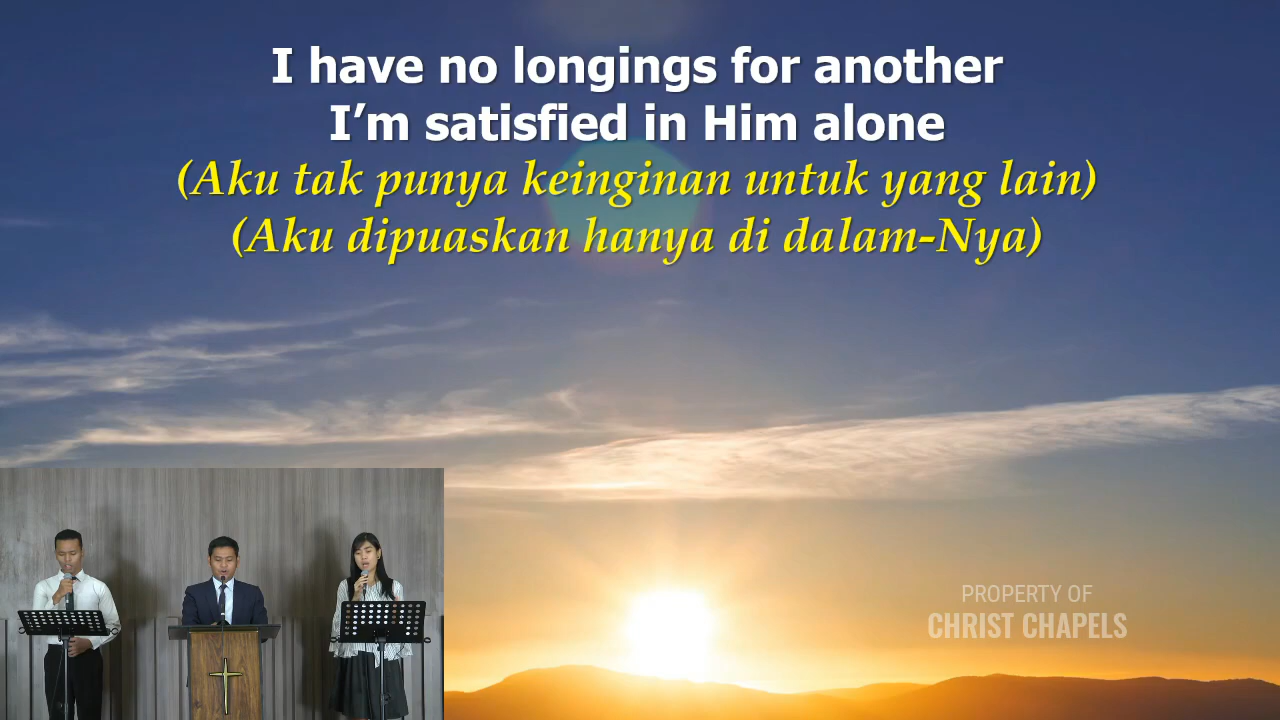 I have no longings for another
I’m satisfied in Him alone
(Aku tak punya keinginan untuk yang lain)
(Aku dipuaskan hanya di dalam-Nya)
PROPERTY OF
CHRIST CHAPELS